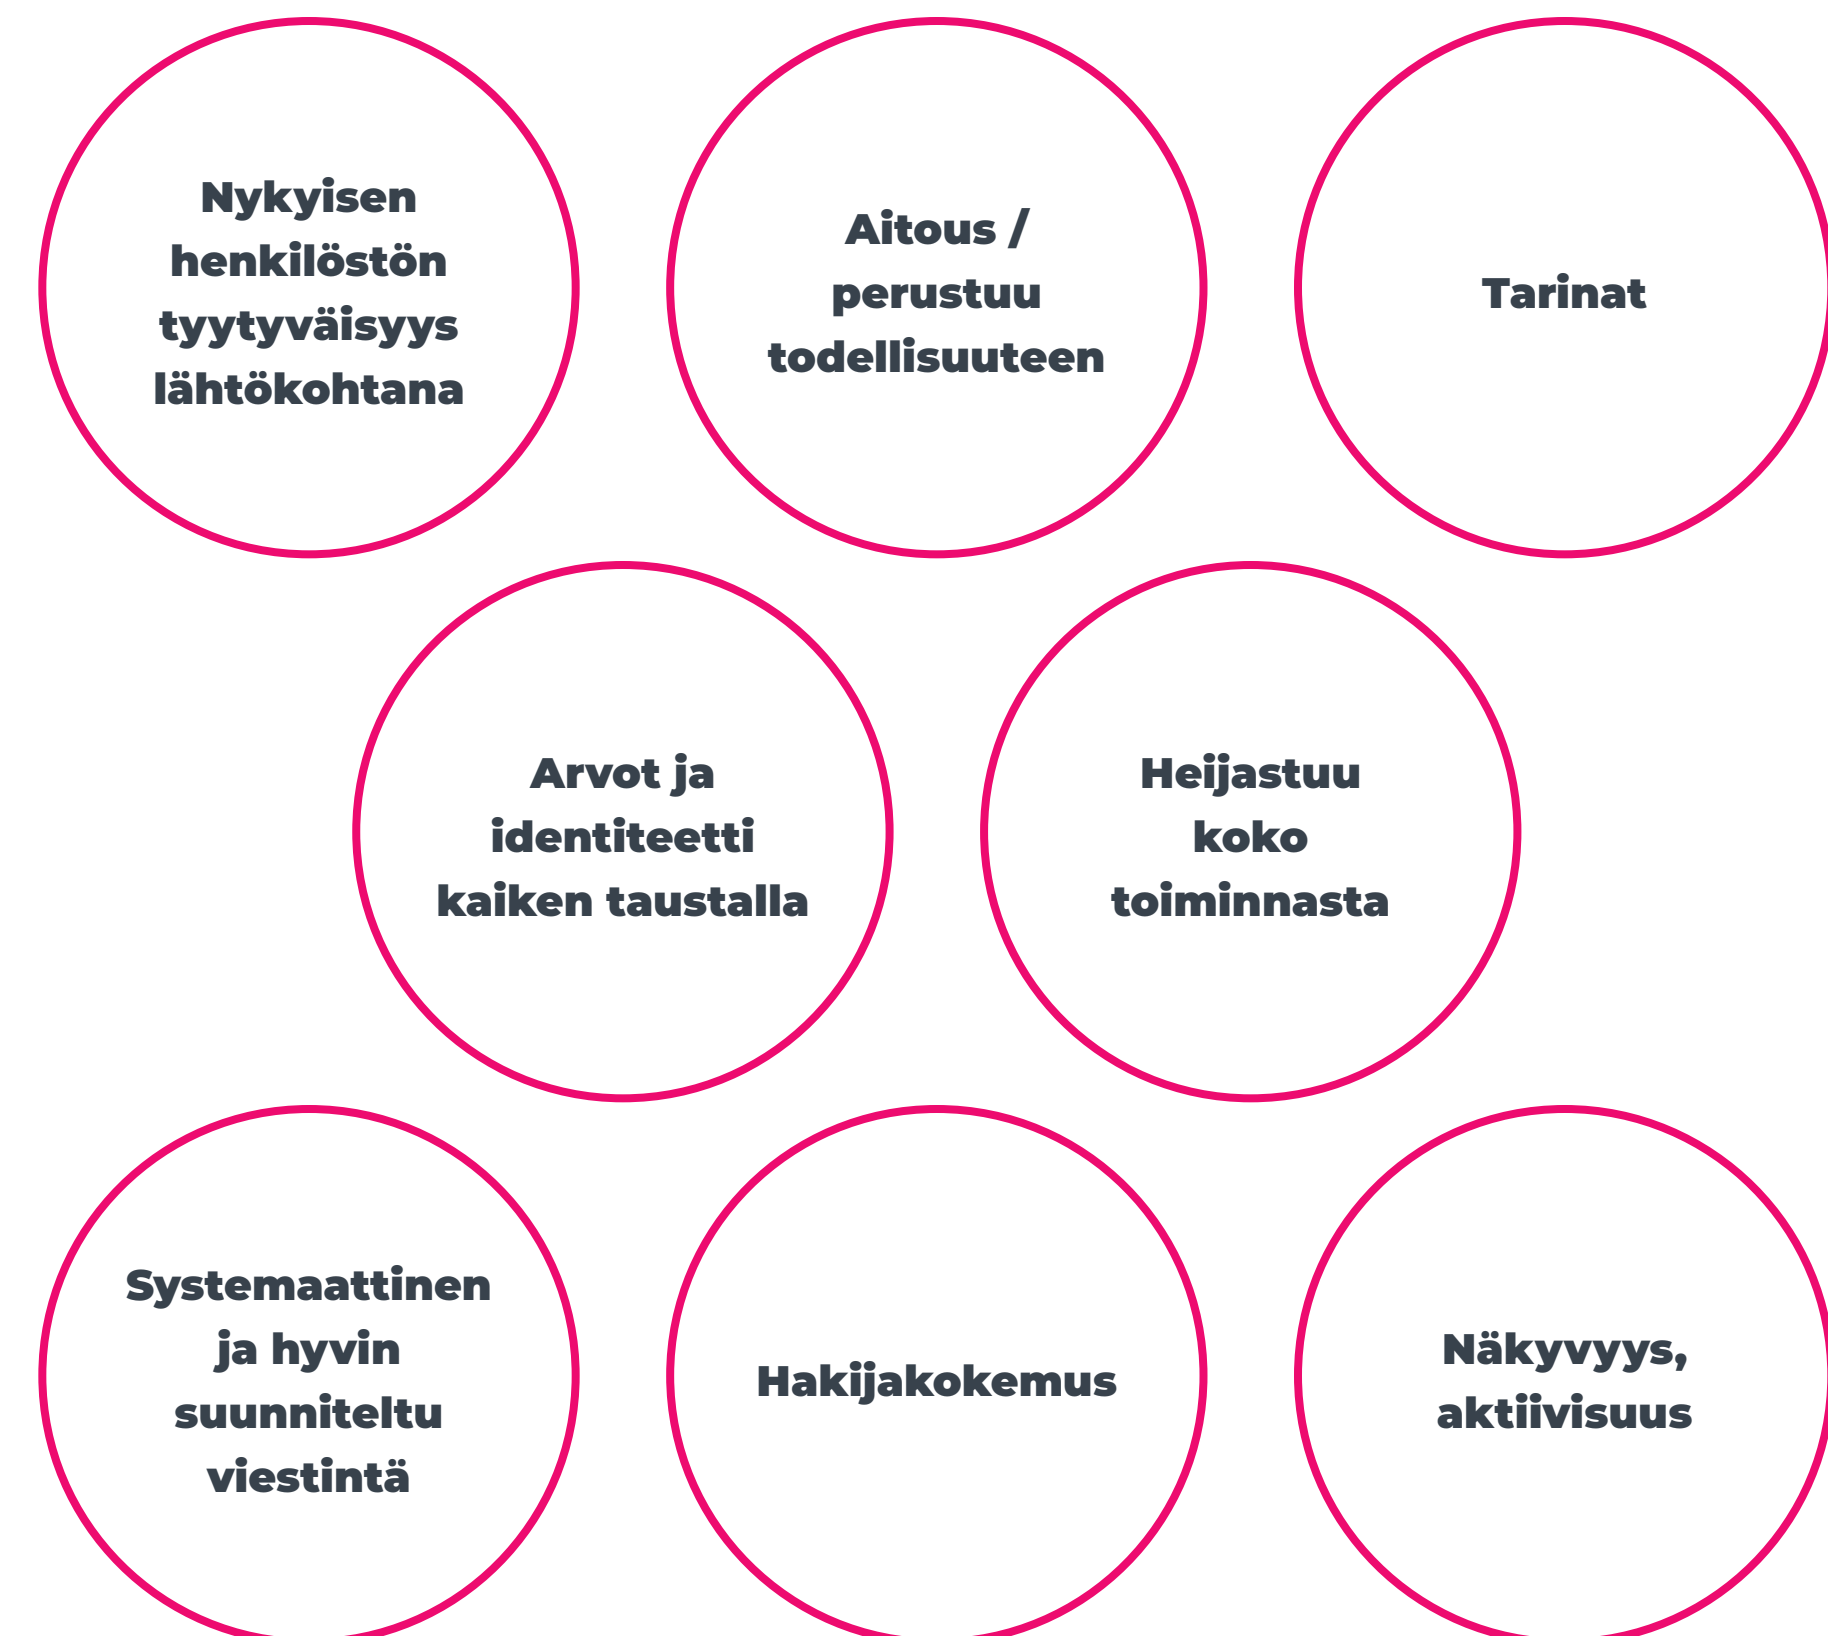 Nykyisen
henkilöstön
tyytyväisyys
lähtökohtana
Aitous /
perustuu
todellisuuteen
Tarinat
Arvot ja
identiteetti
kaiken taustalla
Heijastuu
koko
toiminnasta
Systemaattinen
ja hyvin
suunniteltu
viestintä
Hakijakokemus
Näkyvyys,
aktiivisuus